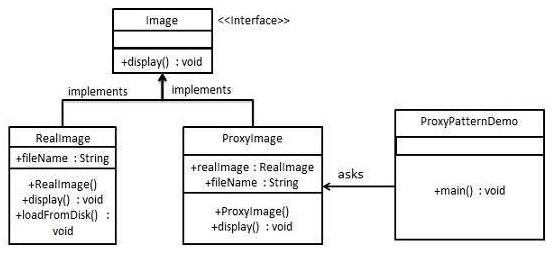 Image <<Interface>>
+display() : void
implements implements
RealImage
+fileName : String
+RealImage()
+display() : void
+loadFromDisk() :
void
ProxyImage
+realImage : RealImage
+fileName : String
+ProxyImage()
+display() : void
asks
ProxyPatternDemo
+main() : void